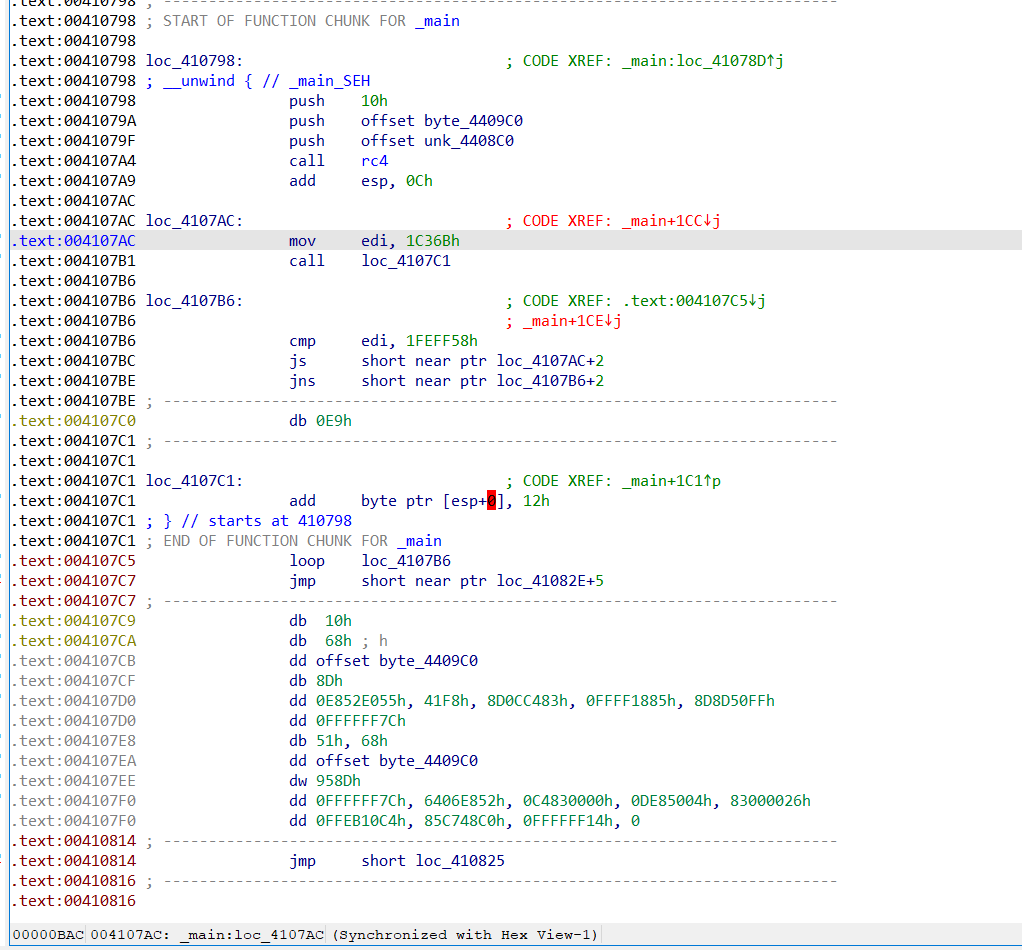 .text:00410798 ; ---------------------------------------------------------------------------
.text:00410798 ; START OF FUNCTION CHUNK FOR _main
.text:00410798
.text:00410798 loc_410798: ; CODE XREF: _main:loc_41078D↑j
.text:00410798 ; __unwind { // _main_SEH
.text:00410798 push 10h
.text:0041079A push offset byte_4409C0
.text:0041079F push offset unk_4408C0
.text:004107A4 call rc4
.text:004107A9 add esp, 0Ch
.text:004107AC
.text:004107AC loc_4107AC: ; CODE XREF: _main+1CC↓j
.text:004107AC mov edi, 1C36Bh
.text:004107B1 call loc_4107C1
.text:004107B6
.text:004107B6 loc_4107B6: ; CODE XREF: .text:004107C5↓j
.text:004107B6 ; _main+1CE↓j
.text:004107B6 cmp edi, 1FEFF58h
.text:004107BC js short near ptr loc_4107AC+2
.text:004107BE jns short near ptr loc_4107B6+2
.text:004107BE ; ---------------------------------------------------------------------------
.text:004107C0 db 0E9h
.text:004107C1 ; ---------------------------------------------------------------------------
.text:004107C1
.text:004107C1 loc_4107C1: ; CODE XREF: _main+1C1↑p
.text:004107C1 add byte ptr [esp+0], 12h
.text:004107C1 ; } // starts at 410798
.text:004107C1 ; END OF FUNCTION CHUNK FOR _main
.text:004107C5 loop loc_4107B6
.text:004107C7 jmp short near ptr loc_41082E+5
.text:004107C7 ; ---------------------------------------------------------------------------
.text:004107C9 db 10h
.text:004107CA db 68h ; h
.text:004107CB dd offset byte_4409C0
.text:004107CF db 8Dh
.text:004107D0 dd 0E852E055h, 41F8h, 8D0CC483h, 0FFFF1885h, 8D8D50FFh
.text:004107D0 dd 0FFFFFF7Ch
.text:004107E8 db 51h, 68h
.text:004107EA dd offset byte_4409C0
.text:004107EE dw 958Dh
.text:004107F0 dd 0FFFFFF7Ch, 6406E852h, 0C4830000h, 0DE85004h, 83000026h
.text:004107F0 dd 0FFEB10C4h, 85C748C0h, 0FFFFFF14h, 0
.text:00410814 ; ---------------------------------------------------------------------------
.text:00410814 jmp short loc_410825
.text:00410816 ; ---------------------------------------------------------------------------
.text:00410816
00000BAC 004107AC: _main:loc_4107AC (Synchronized with Hex View-1)